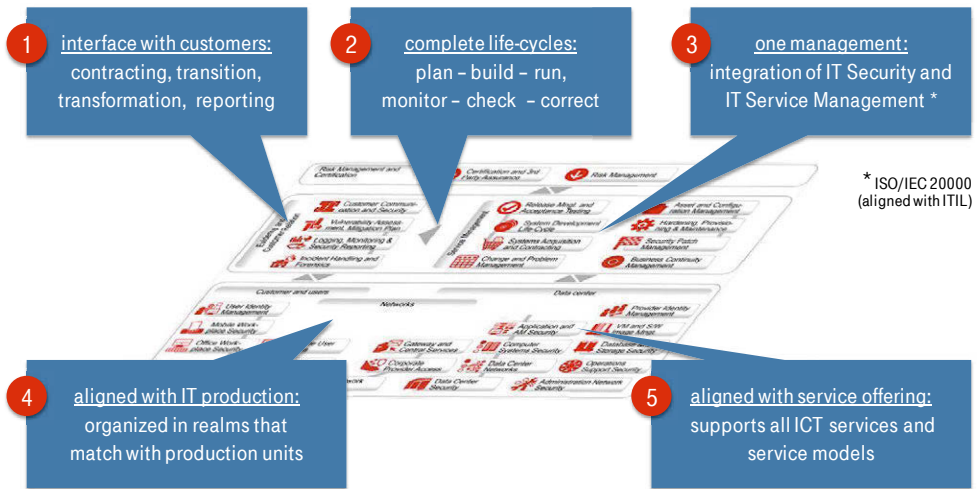 1
interface with customers:
contracting, transition,
transformation, reporting
2
complete life-cycles:
plan – build – run,
monitor – check – correct
3
one management:
integration of IT Security and
IT Service Management *
* ISO/IEC 20000
(aligned with ITIL)
Risk Management and
Certification
Certification and 3rd
Party Assurance
Risk Management
Customer Communi-
cation and Security
Vulnerability Assess-
ment, Mitigation Plan
Logging, Monitoring &
Security Reporting
Incident Handling and
Forensics
Service Management
Release Mngt. and
Acceptance Testing
System Development
Life-Cycle
Systems Acquisition
and Contracting
Change and Problem
Management
Asset and Configu-
ration Management
Hardening, Provisio-
ning & Maintenance
Security Patch
Management
Business Continuity
Management
Customer and users
Networks
Data center
User Identity
Management
Mobile Work-
place Security
Office Work-
place Security
User
Gateway and
Central Services
Corporate
Provider Access
work
Data Center
Security
Application and
AM Security
Computer
Systems Security
Data Center
Networks
Administration Network
Security
Provider Identity
Management
VM and S/W
Image Mngt.
Database and
Storage Security
Operations
Support Security
4
aligned with IT production:
organized in realms that
match with production units
5
aligned with service offering:
supports all ICT services and
service models